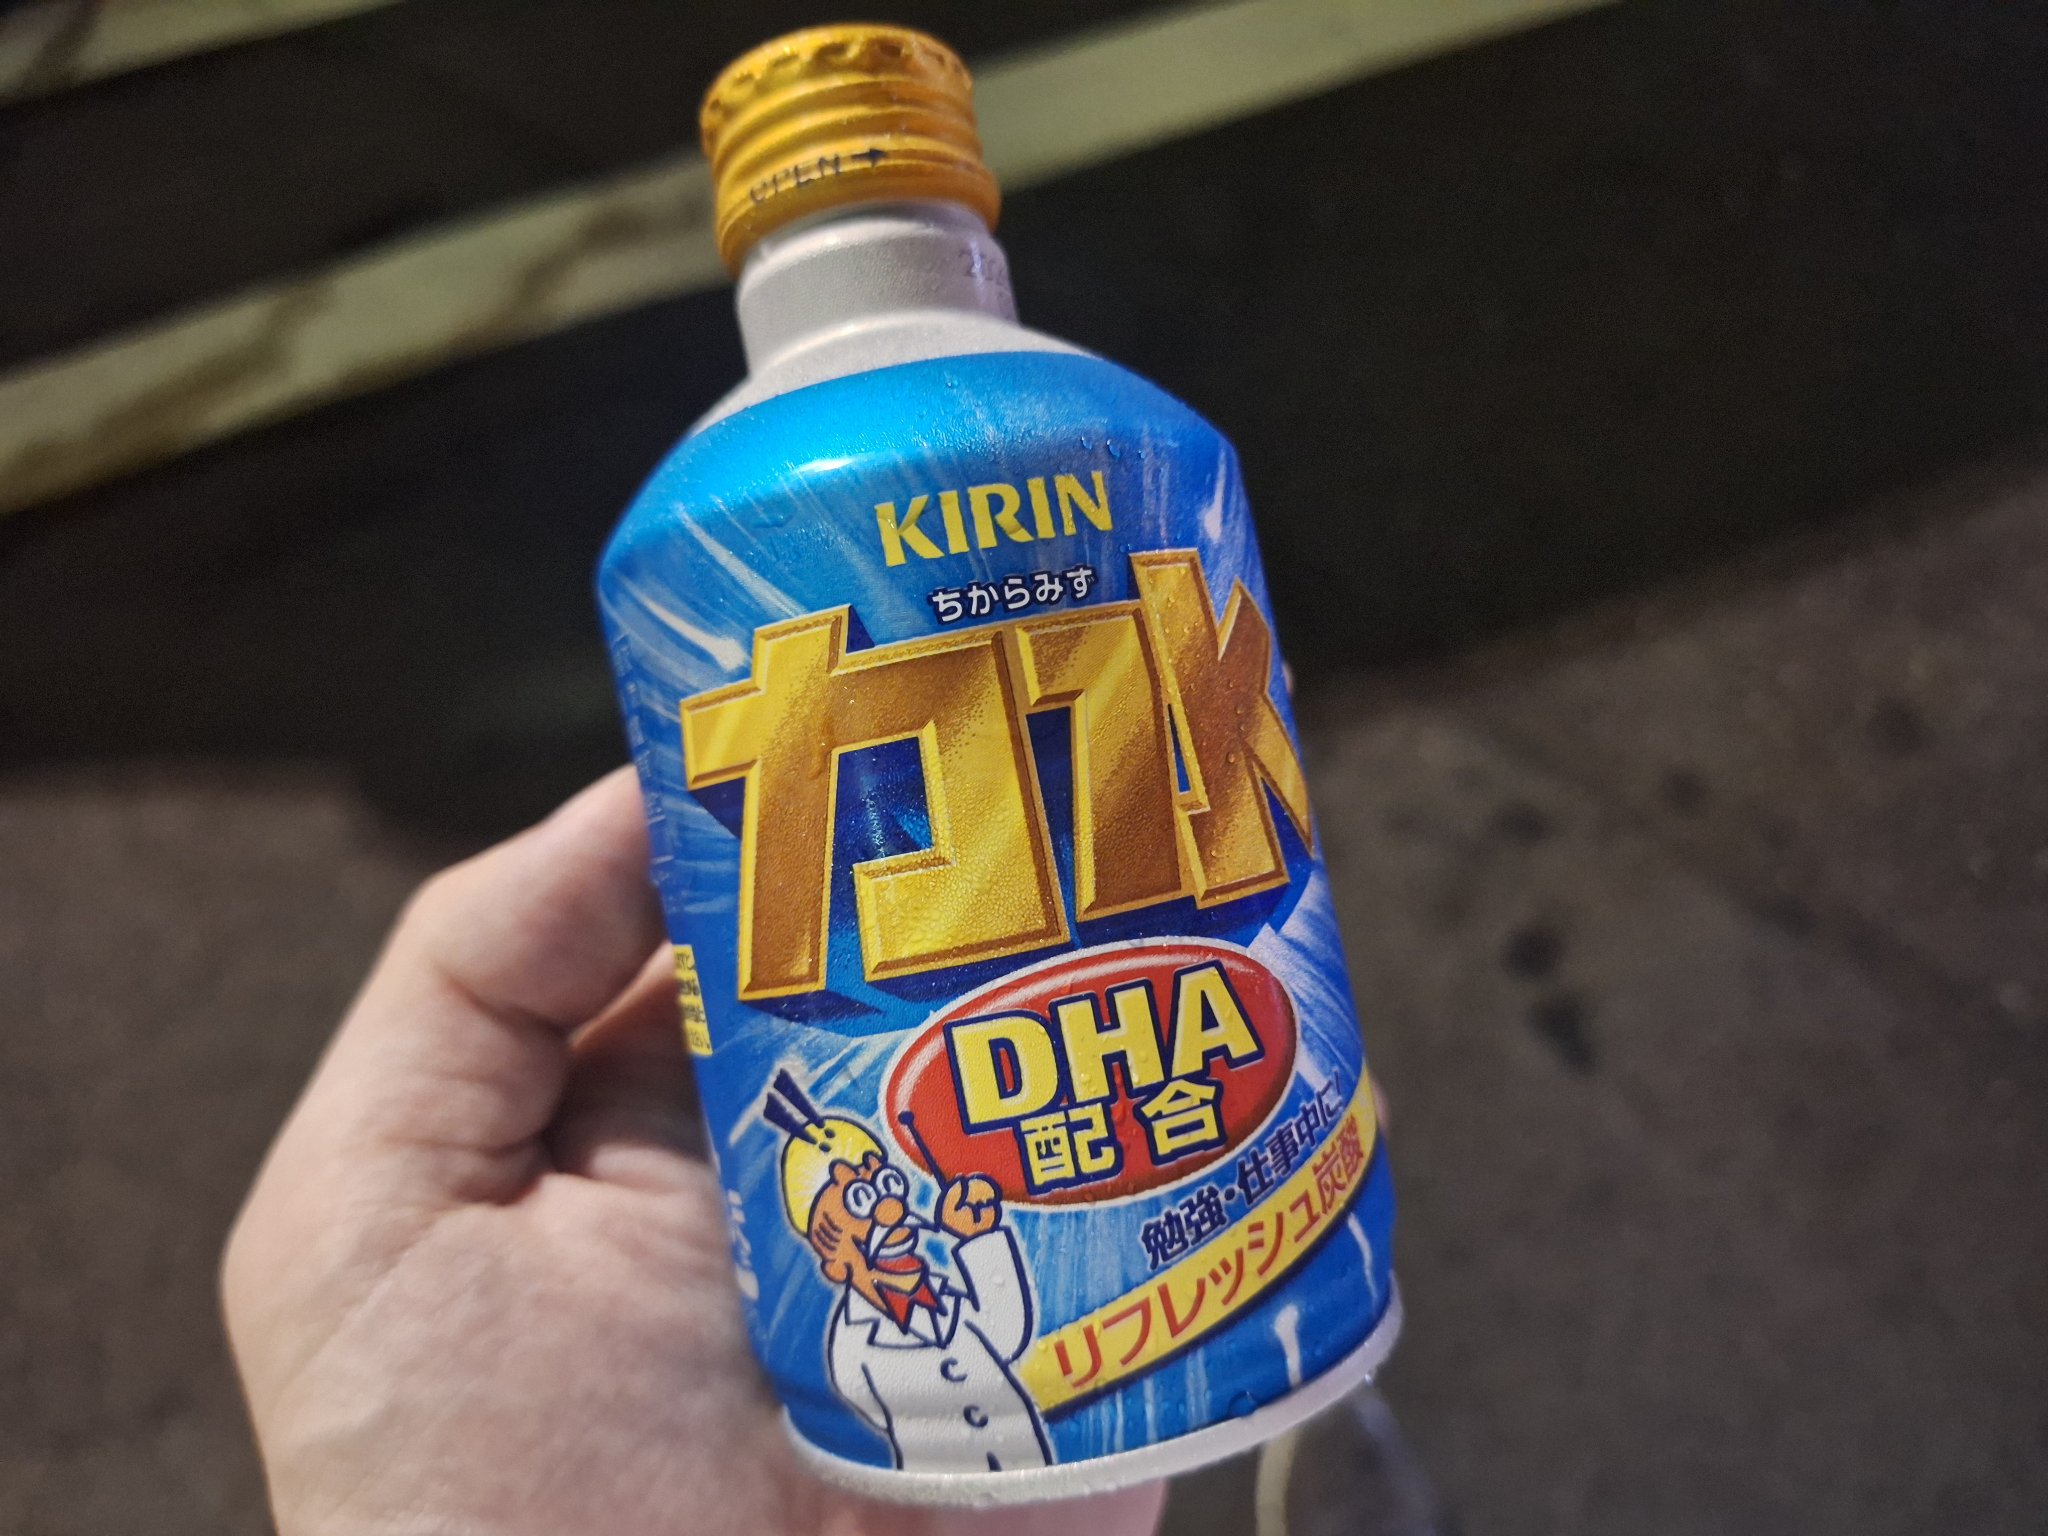 OPEN →
KIRIN
ちからみず
力水
DHA
配合
勉強・仕事中に!
リフレッシュ炭酸